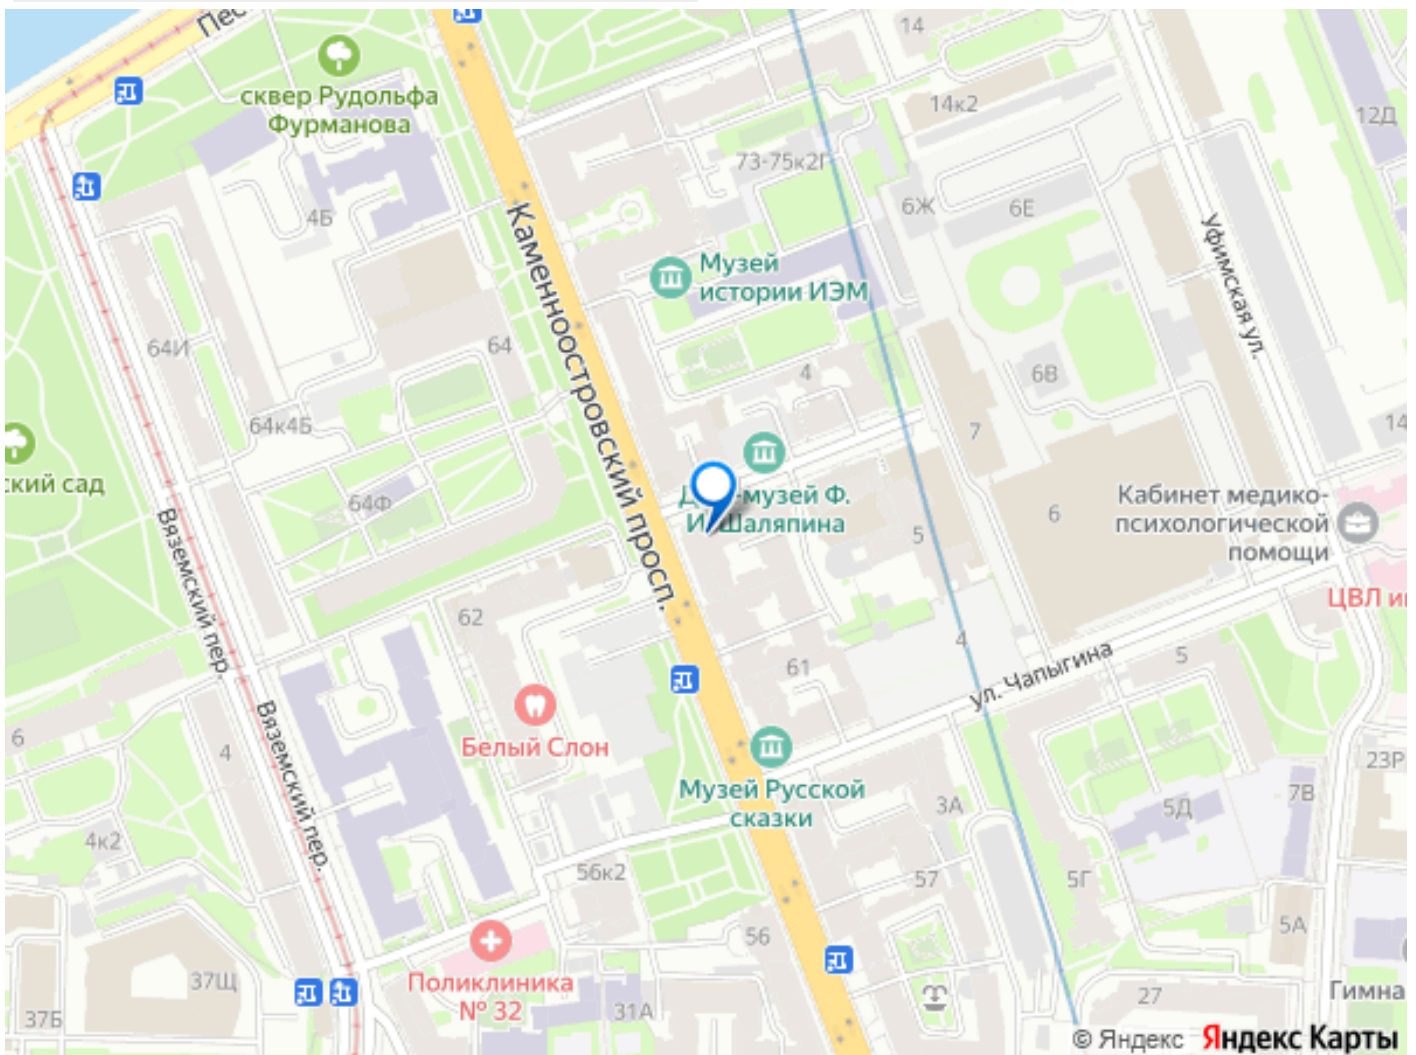 14
сквер Рудольфа
Фурманова
14к2
12Д
73-75к2Г
4Б
6Ж
6Е
Каменноостровский просп.
Уфимская ул.
Музей
истории ИЭМ
64И
64
4
6В
64к4Б
7
14
ский сад
64Ф
музей Ф.
Шаляпина
5
6
Кабинет медико-
психологической
помощи
Вяземский пер.
ЦВЛ
62
4
61
ул. Чапыгина
5
Вяземский пер.
6
4
Белый Слон
Музей Русской
сказки
3А
5Д
7В
23Р
4к2
56к2
57
5Г
5А
56
Поликлиника
№ 32
37Щ
37Б
31А
27
Гимна
© Яндекс Яндекс Карты